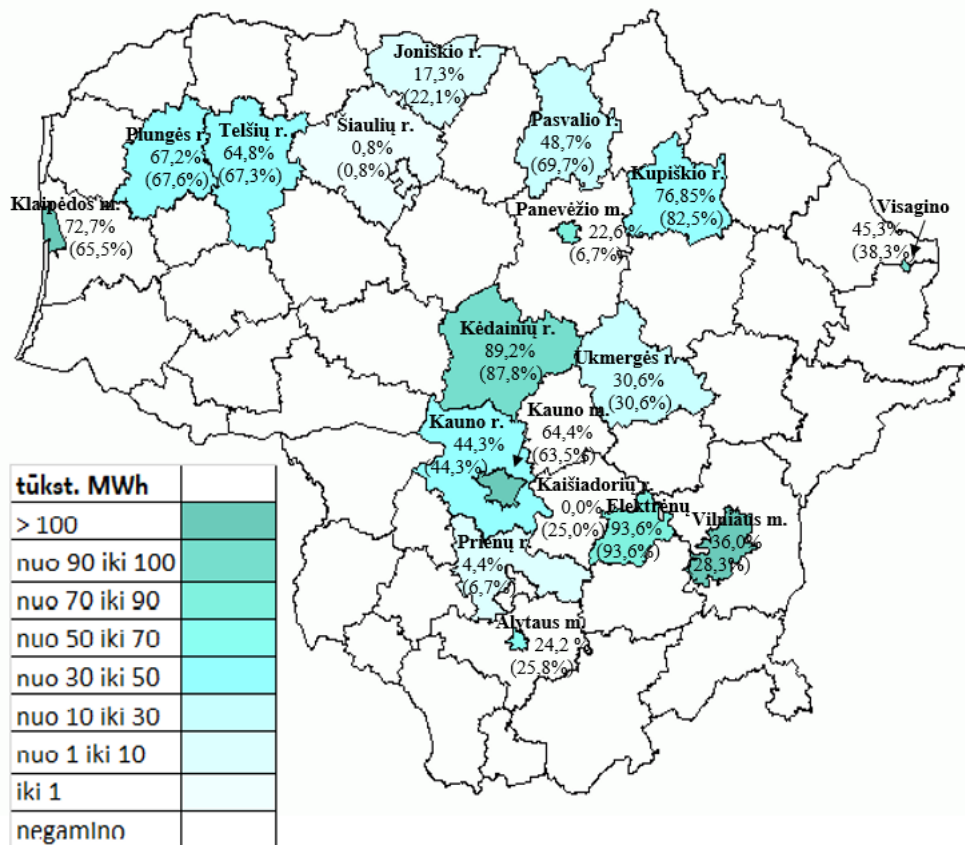 Joniškio r.
17,3%
(22,1%)
Plungės r.
67,2%
(67,6%)
Telšių r.
64,8%
(67,3%)
Šiaulių r.
0,8%
(0,8%)
Pasvalio r.
48,7%
(69,7%)
Kupiškio r.
76,85%
(82,5%)
Klaipėdos m.
72,7%
(65,5%)
Panevėžio m.
22,6%
(6,7%)
Visagino
45,3%
(38,3%)
Kėdainių r.
89,2%
(87,8%)
Ukmergės r.
30,6%
(30,6%)
Kauno r.
44,3%
(44,3%)
Kauno m.
64,4%
(63,5%)
Kaišiadorių r.
0,0%
(25,0%)
Elektrėnų
93,6%
(93,6%)
Vilniaus m.
36,0%
(28,3%)
Prienų r.
4,4%
(6,7%)
Alytaus m.
24,2 %
(25,8%)
tūkst. MWh
> 100
nuo 90 iki 100
nuo 70 iki 90
nuo 50 iki 70
nuo 30 iki 50
nuo 10 iki 30
nuo 1 iki 10
iki 1
negamino